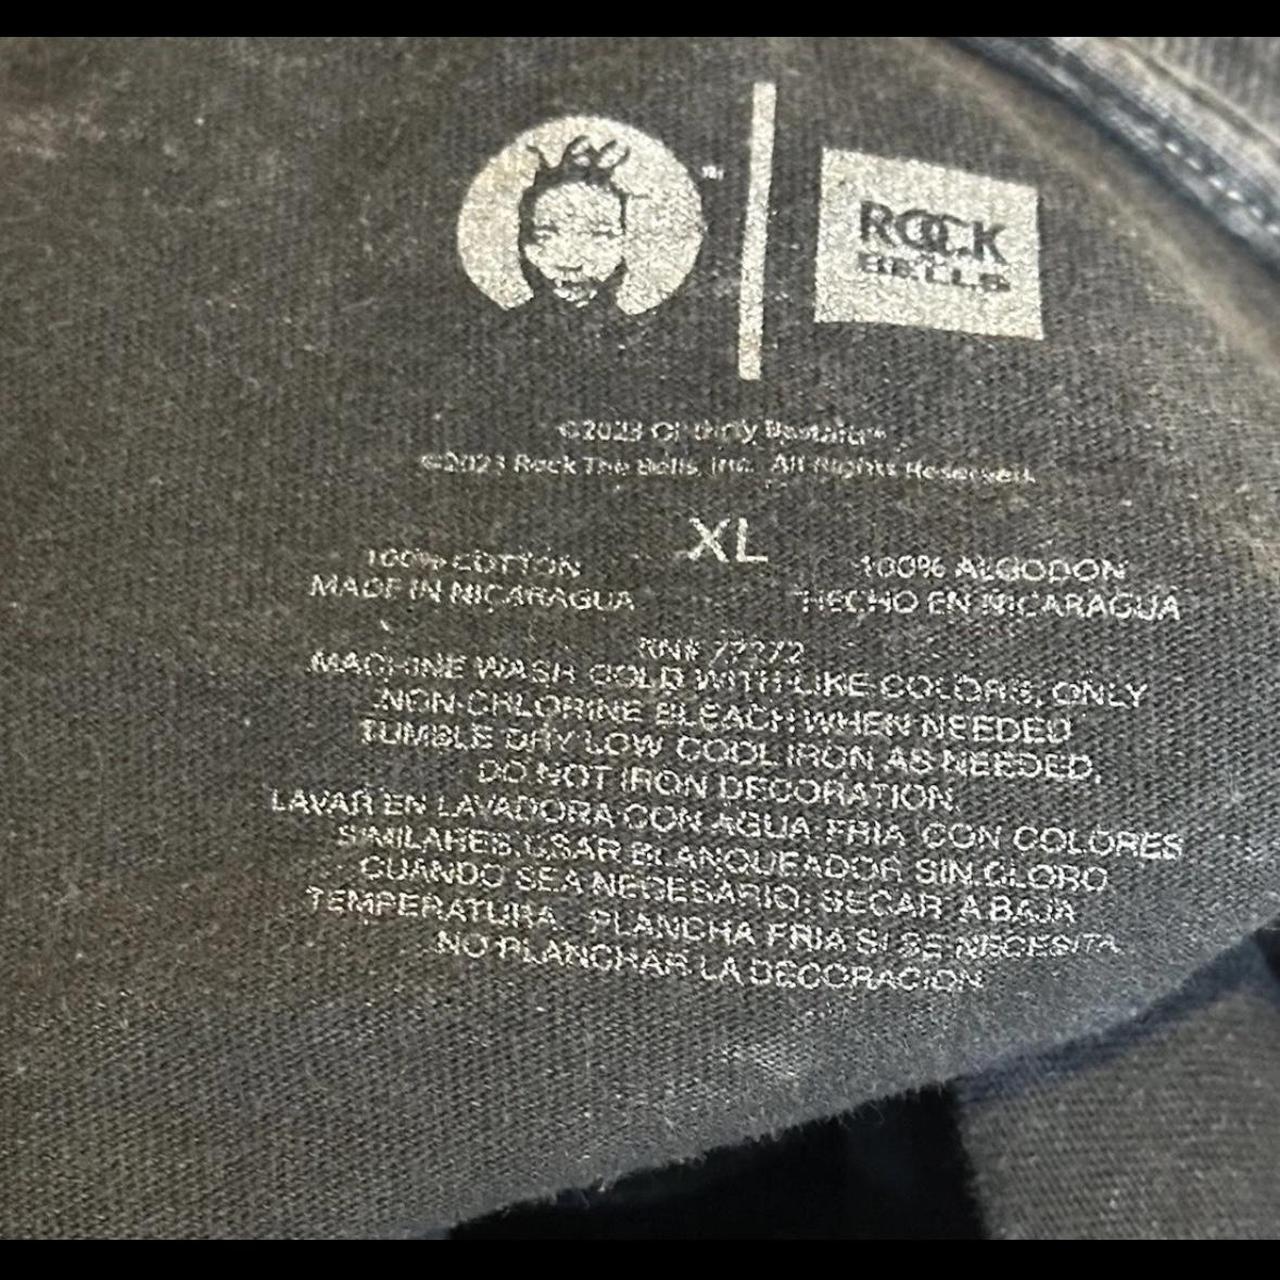 ™
ROCK
BELLS
©2023 Ol' Dirty Bastard™
©2023 Rock The Bells, Inc. All Rights Reserved.
XL
100% COTTON
MADE IN NICARAGUA
100% ALGODON
HECHO EN NICARAGUA
RN#
MACHINE WASH COLD WITH LIKE COLORS, ONLY
NON-CHLORINE BLEACH WHEN NEEDED
TUMBLE DRY LOW COOL IRON AS NEEDED,
DO NOT IRON DECORATION.
LAVAR EN LAVADORA CON AGUA FRIA CON COLORES
SIMILARES. USAR BLANQUEADOR SIN CLORO
CUANDO SEA NECESARIO; SECAR A BAJA
TEMPERATURA. PLANCHA FRIA SI SE NECESITA.
NO PLANCHAR LA DECORACION